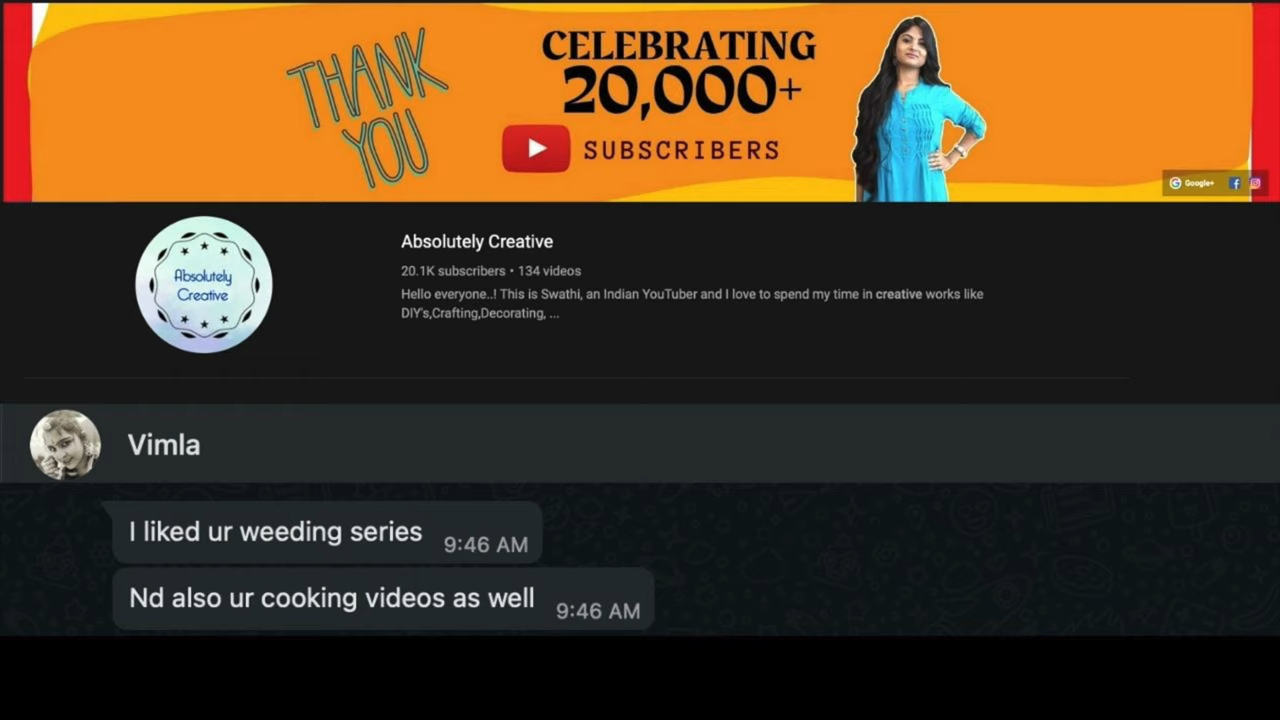 THANK
YOU
CELEBRATING
20,000+
SUBSCRIBERS
Google+
Absolutely
Creative
Absolutely Creative
20.1K subscribers • 134 videos
Hello everyone..! This is Swathi, an Indian YouTuber and I love to spend my time in creative works like
DIY's,Crafting,Decorating, ...
Vimla
I liked ur weeding series 9:46 AM
Nd also ur cooking videos as well 9:46 AM